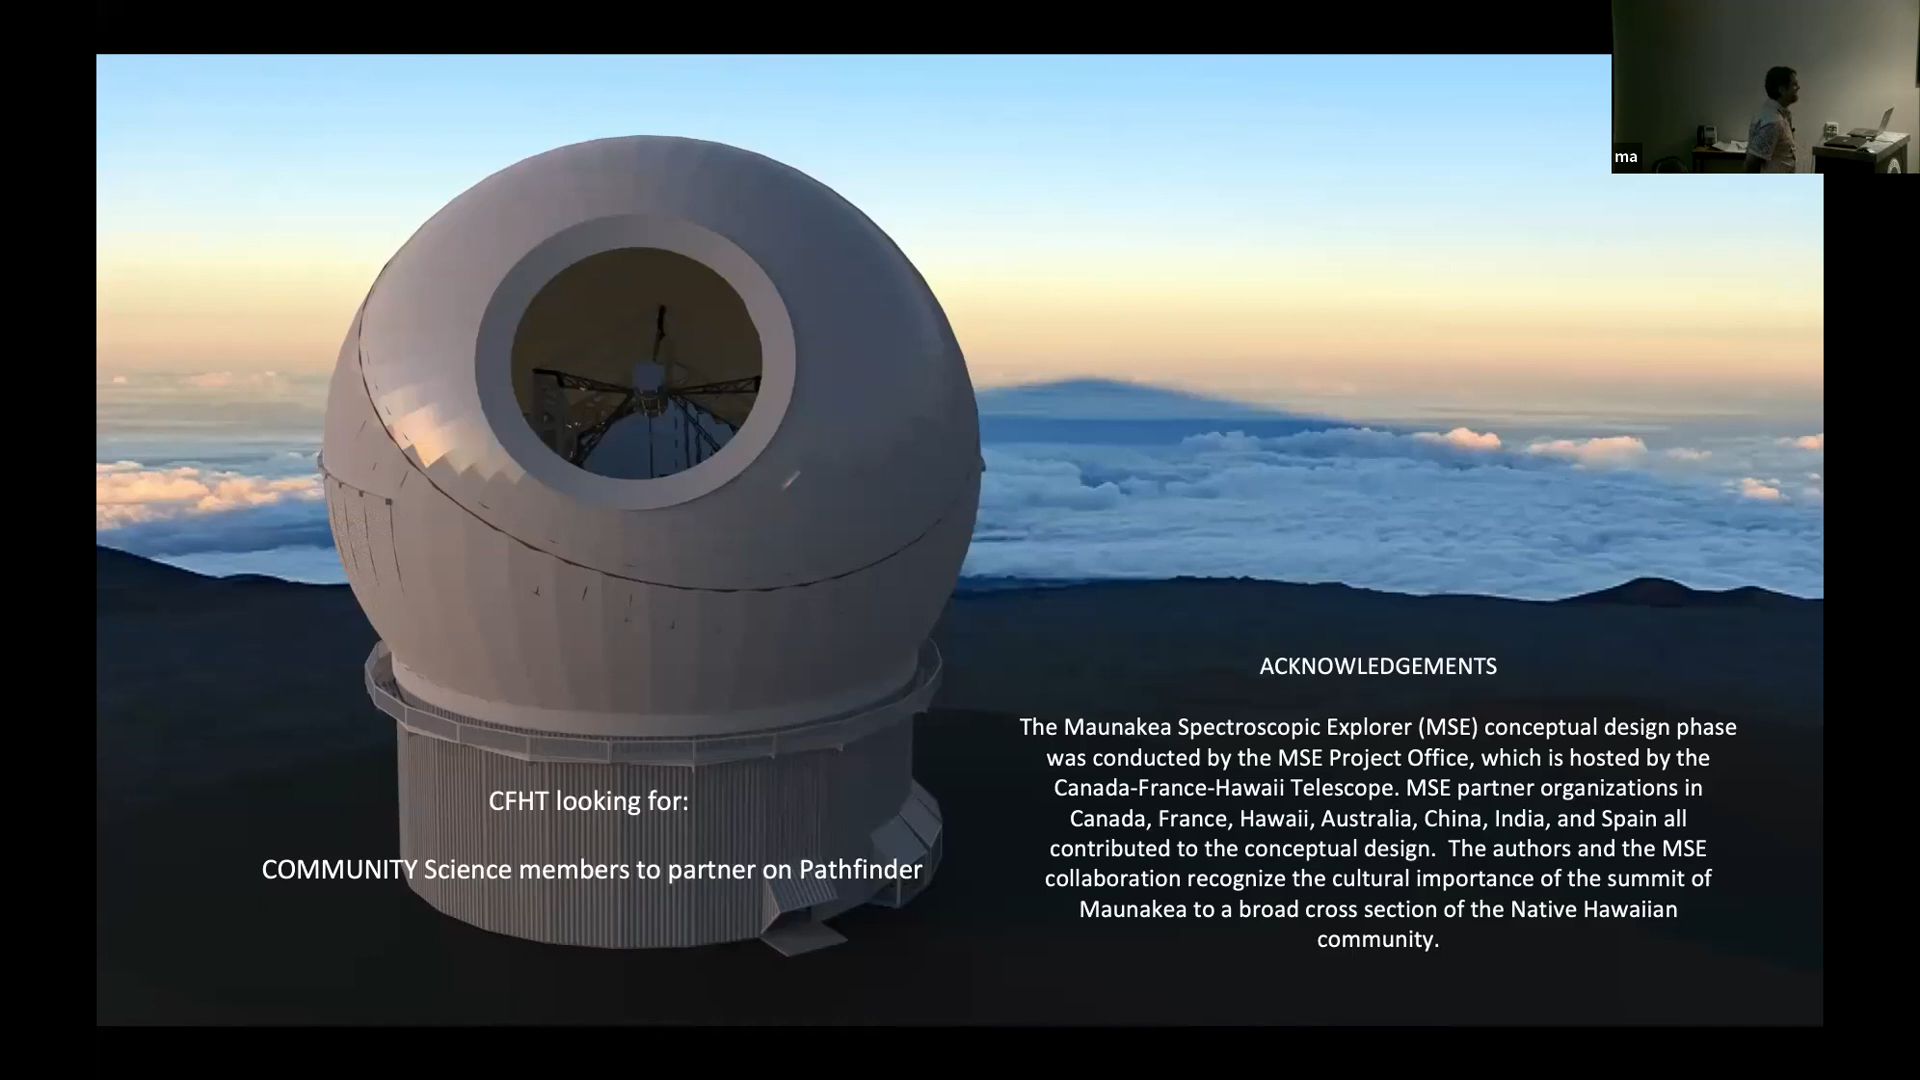 ma
CFHT looking for:
COMMUNITY Science members to partner on Pathfinder
ACKNOWLEDGEMENTS
The Maunakea Spectroscopic Explorer (MSE) conceptual design phase
was conducted by the MSE Project Office, which is hosted by the
Canada-France-Hawaii Telescope. MSE partner organizations in
Canada, France, Hawaii, Australia, China, India, and Spain all
contributed to the conceptual design.  The authors and the MSE
collaboration recognize the cultural importance of the summit of
Maunakea to a broad cross section of the Native Hawaiian
community.